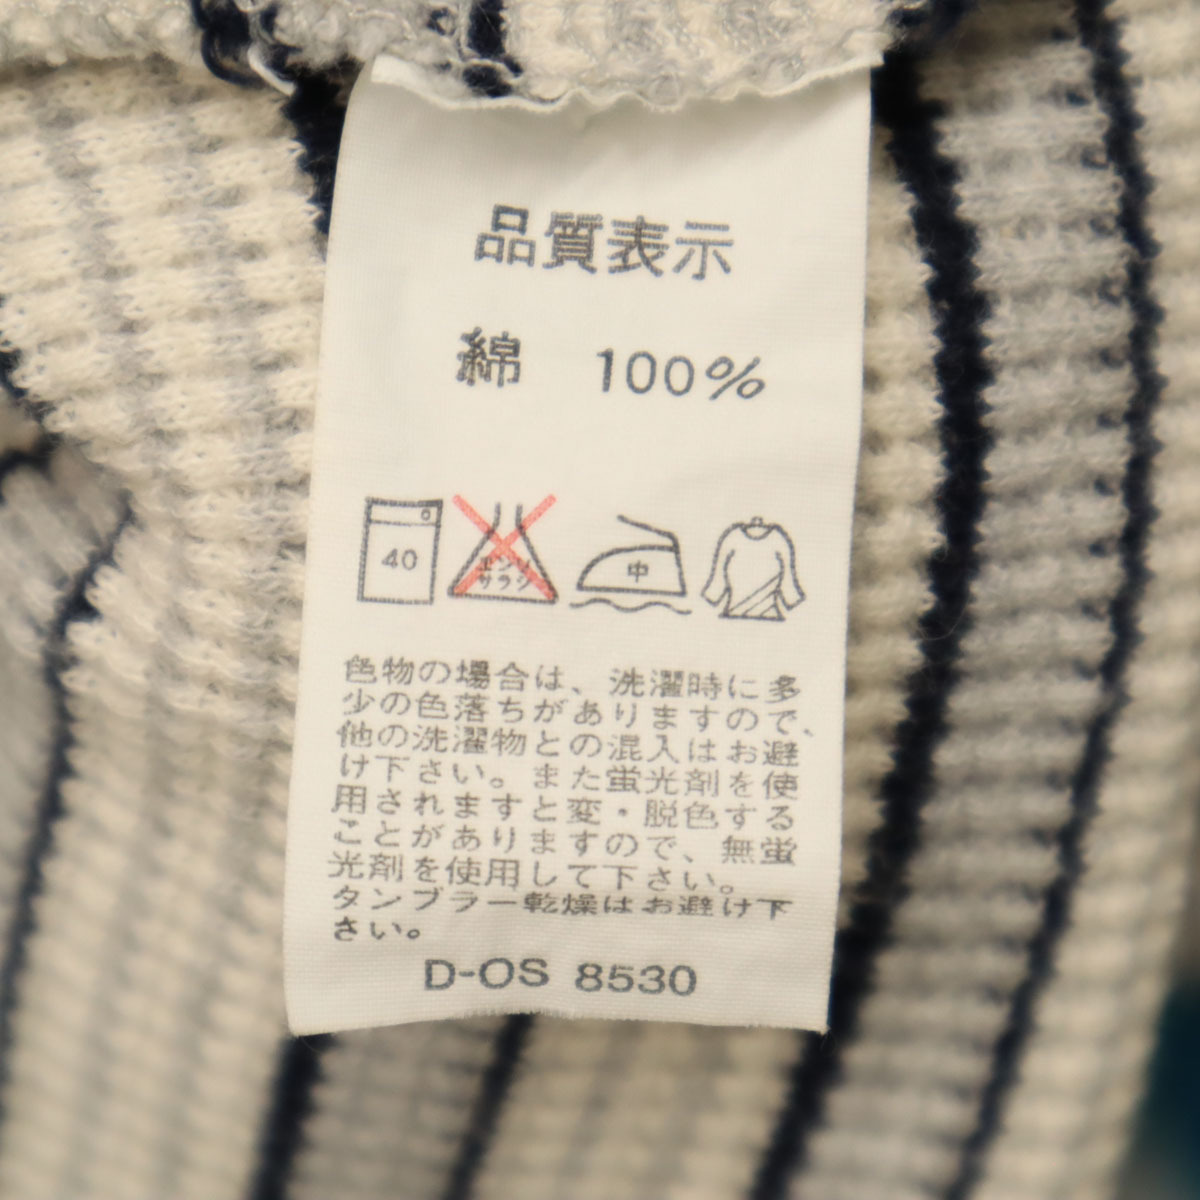 品質表示
綿 100%
40 エンソ 中
サラシ
色物の場合は、洗濯時に多
少の色落ちがありますので、
他の洗濯物との混入はお避
け下さい。また蛍光剤を使
用されますと変・脱色する
ことがありますので、無蛍
光剤を使用して下さい。
タンブラー乾燥はお避け下
さい。
D-OS 8530